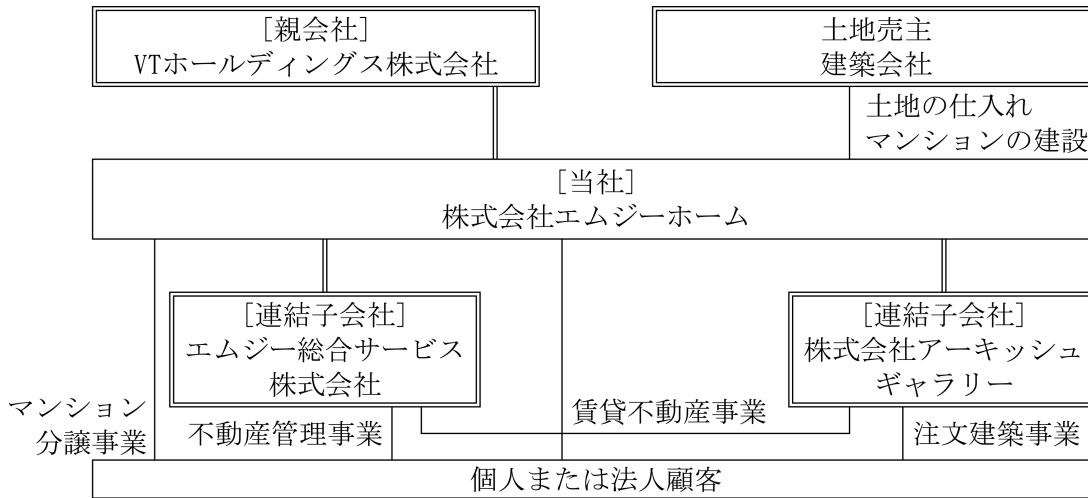 [親会社]
VTホールディングス株式会社
土地売主
建築会社
土地の仕入れ
マンションの建設
[当社]
株式会社エムジーホーム
[連結子会社]
エムジー総合サービス
株式会社
[連結子会社]
株式会社アーキッシュ
ギャラリー
マンション
分譲事業
不動産管理事業
賃貸不動産事業
注文建築事業
個人または法人顧客